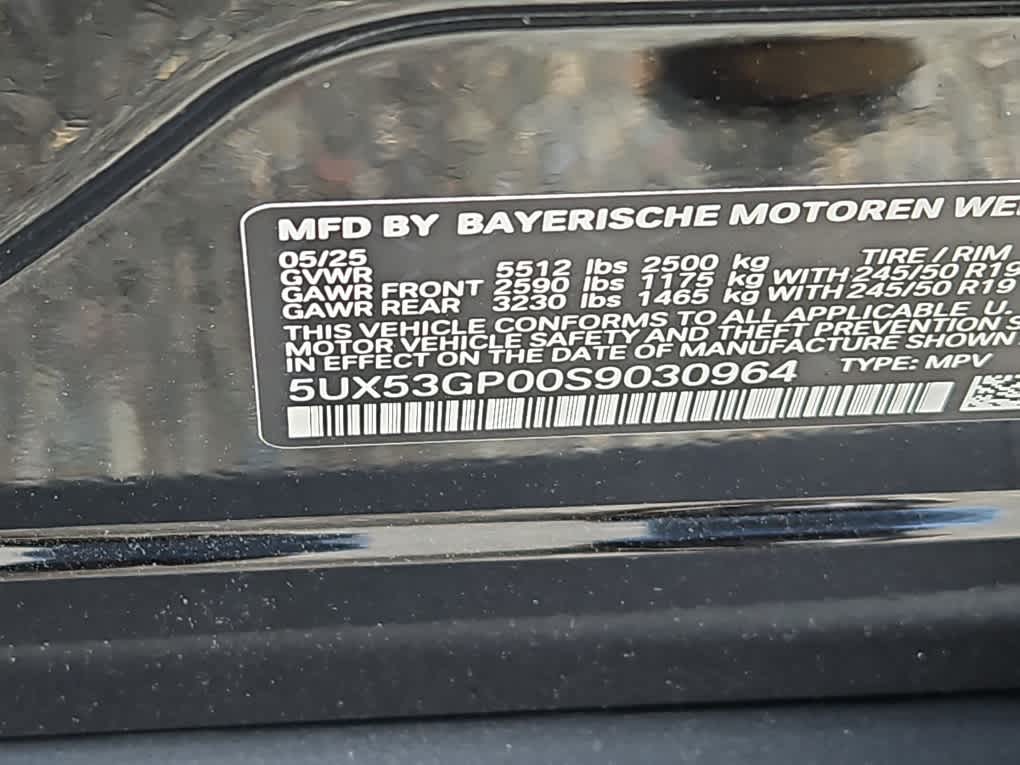 MFD BY BAYERISCHE MOTOREN WE
05/25
GVWR 5512 lbs 2500 kg TIRE / RIM
GAWR FRONT 2590 lbs 1175 kg WITH 245/50 R19
GAWR REAR 3230 lbs 1465 kg WITH 245/50 R19
THIS VEHICLE CONFORMS TO ALL APPLICABLE U.
MOTOR VEHICLE SAFETY AND THEFT PREVENTION S
IN EFFECT ON THE DATE OF MANUFACTURE SHOWN
5UX53GP00S9030964 TYPE: MPV